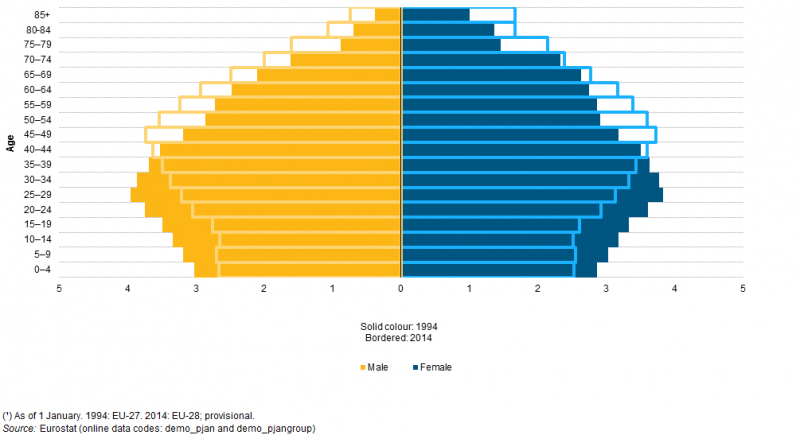 85+
80-84
75–79
70–74
65–69
60–64
55–59
50–54
45–49
40–44
35–39
30–34
25–29
20–24
15–19
10–14
5–9
0–4
Age
5 4 3 2 1 0 1 2 3 4 5
Solid colour: 1994
Bordered: 2014
Male Female
(¹) As of 1 January. 1994: EU-27. 2014: EU-28; provisional.
Source: Eurostat (online data codes: demo_pjan and demo_pjangroup)